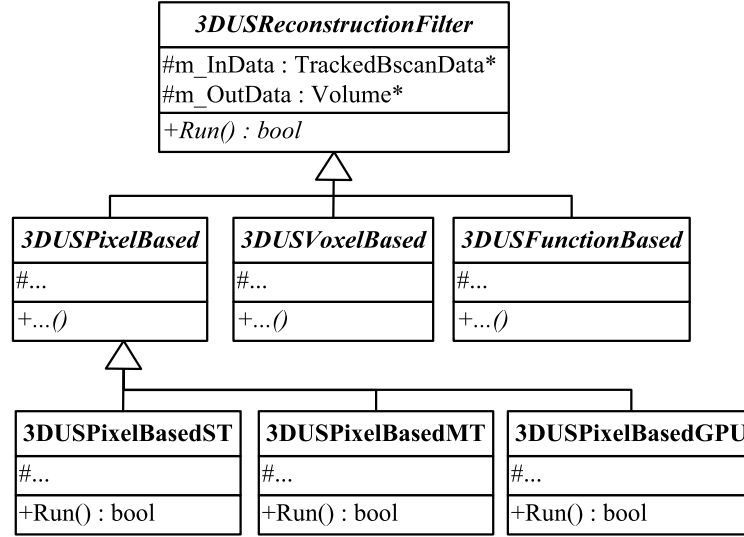 3DUSReconstructionFilter
#m_InData : TrackedBscanData*
#m_OutData : Volume*
+Run() : bool
3DUSPixelBased
#...
+...()
3DUSVoxelBased
#...
+...()
3DUSFunctionBased
#...
+...()
3DUSPixelBasedST
#...
+Run() : bool
3DUSPixelBasedMT
#...
+Run() : bool
3DUSPixelBasedGPU
#...
+Run() : bool